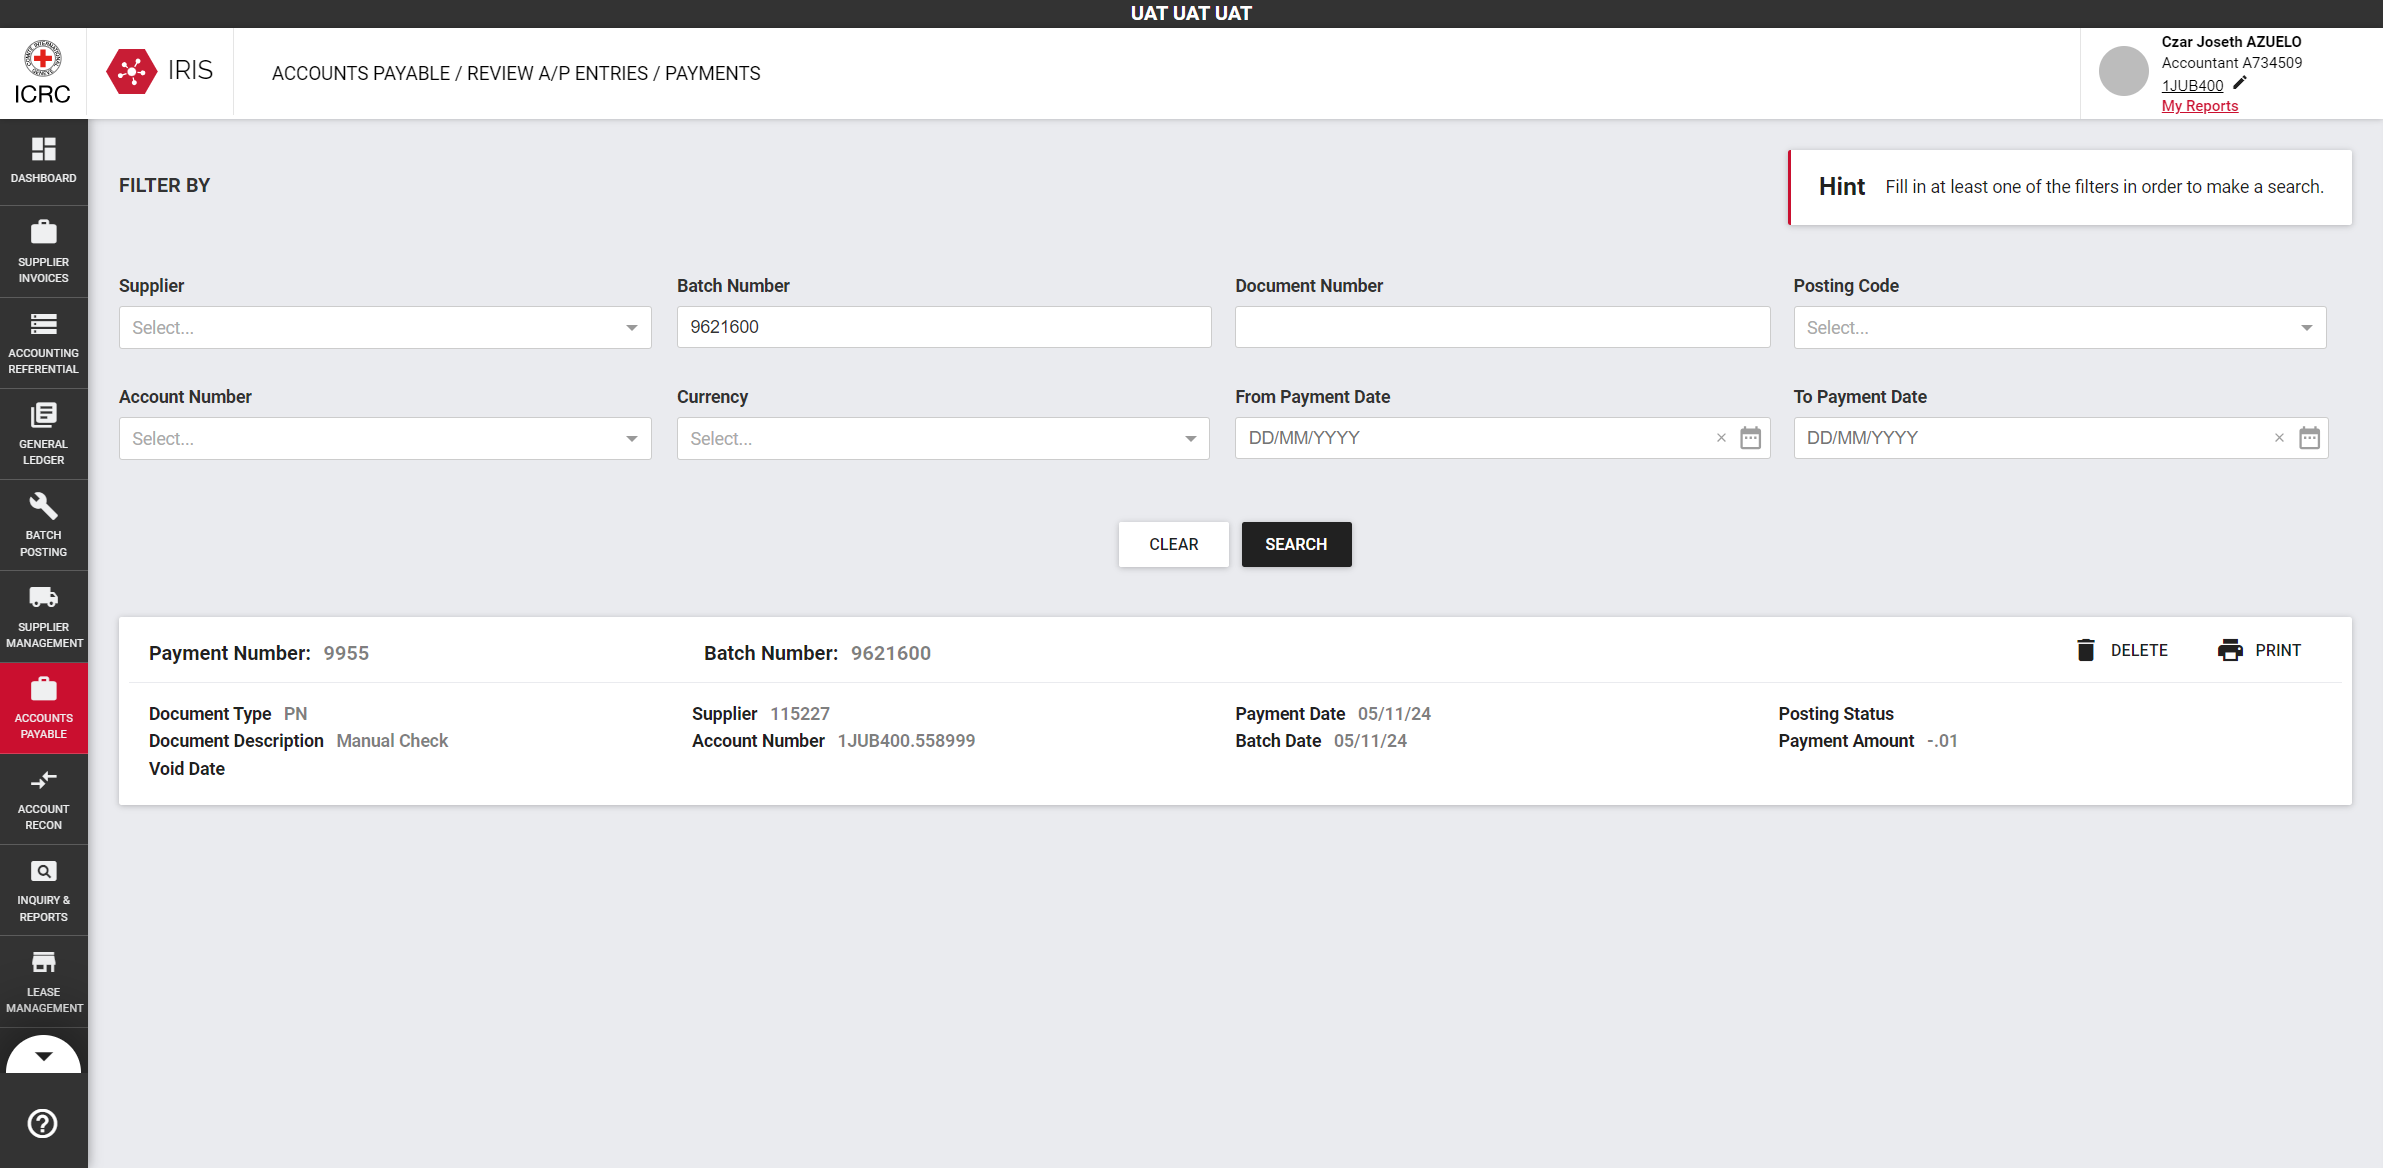 UAT UAT UAT
ICRC
IRIS
ACCOUNTS PAYABLE / REVIEW A/P ENTRIES / PAYMENTS
Czar Joseth AZUELO
Accountant A734509
1JUB400
My Reports
DASHBOARD
SUPPLIER
INVOICES
ACCOUNTING
REFERENTIAL
GENERAL
LEDGER
BATCH
POSTING
SUPPLIER
MANAGEMENT
ACCOUNTS
PAYABLE
ACCOUNT
RECON
INQUIRY &
REPORTS
LEASE
MANAGEMENT
FILTER BY
Hint Fill in at least one of the filters in order to make a search.
Supplier Batch Number Document Number Posting Code
Select... 9621600 Select...
Account Number Currency From Payment Date To Payment Date
Select... Select... DD/MM/YYYY × DD/MM/YYYY ×
CLEAR SEARCH
Payment Number: 9955 Batch Number: 9621600 DELETE PRINT
Document Type PN Supplier 115227 Payment Date 05/11/24 Posting Status
Document Description Manual Check Account Number 1JUB400.558999 Batch Date 05/11/24 Payment Amount -.01
Void Date